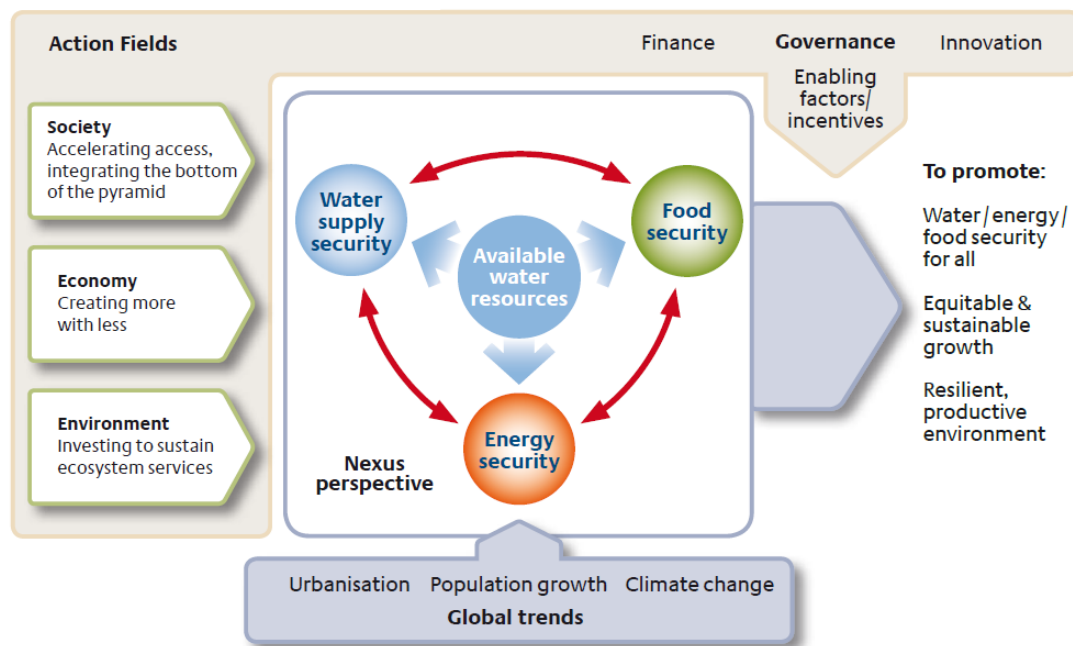 Action Fields
Finance
Governance
Innovation
Enabling
factors/
incentives
Society
Accelerating access,
integrating the bottom
of the pyramid
Economy
Creating more
with less
Environment
Investing to sustain
ecosystem services
Water
supply
security
Food
security
Available
water
resources
Energy
security
Nexus
perspective
To promote:
Water / energy /
food security
for all
Equitable &
sustainable
growth
Resilient,
productive
environment
Urbanisation
Population growth
Climate change
Global trends